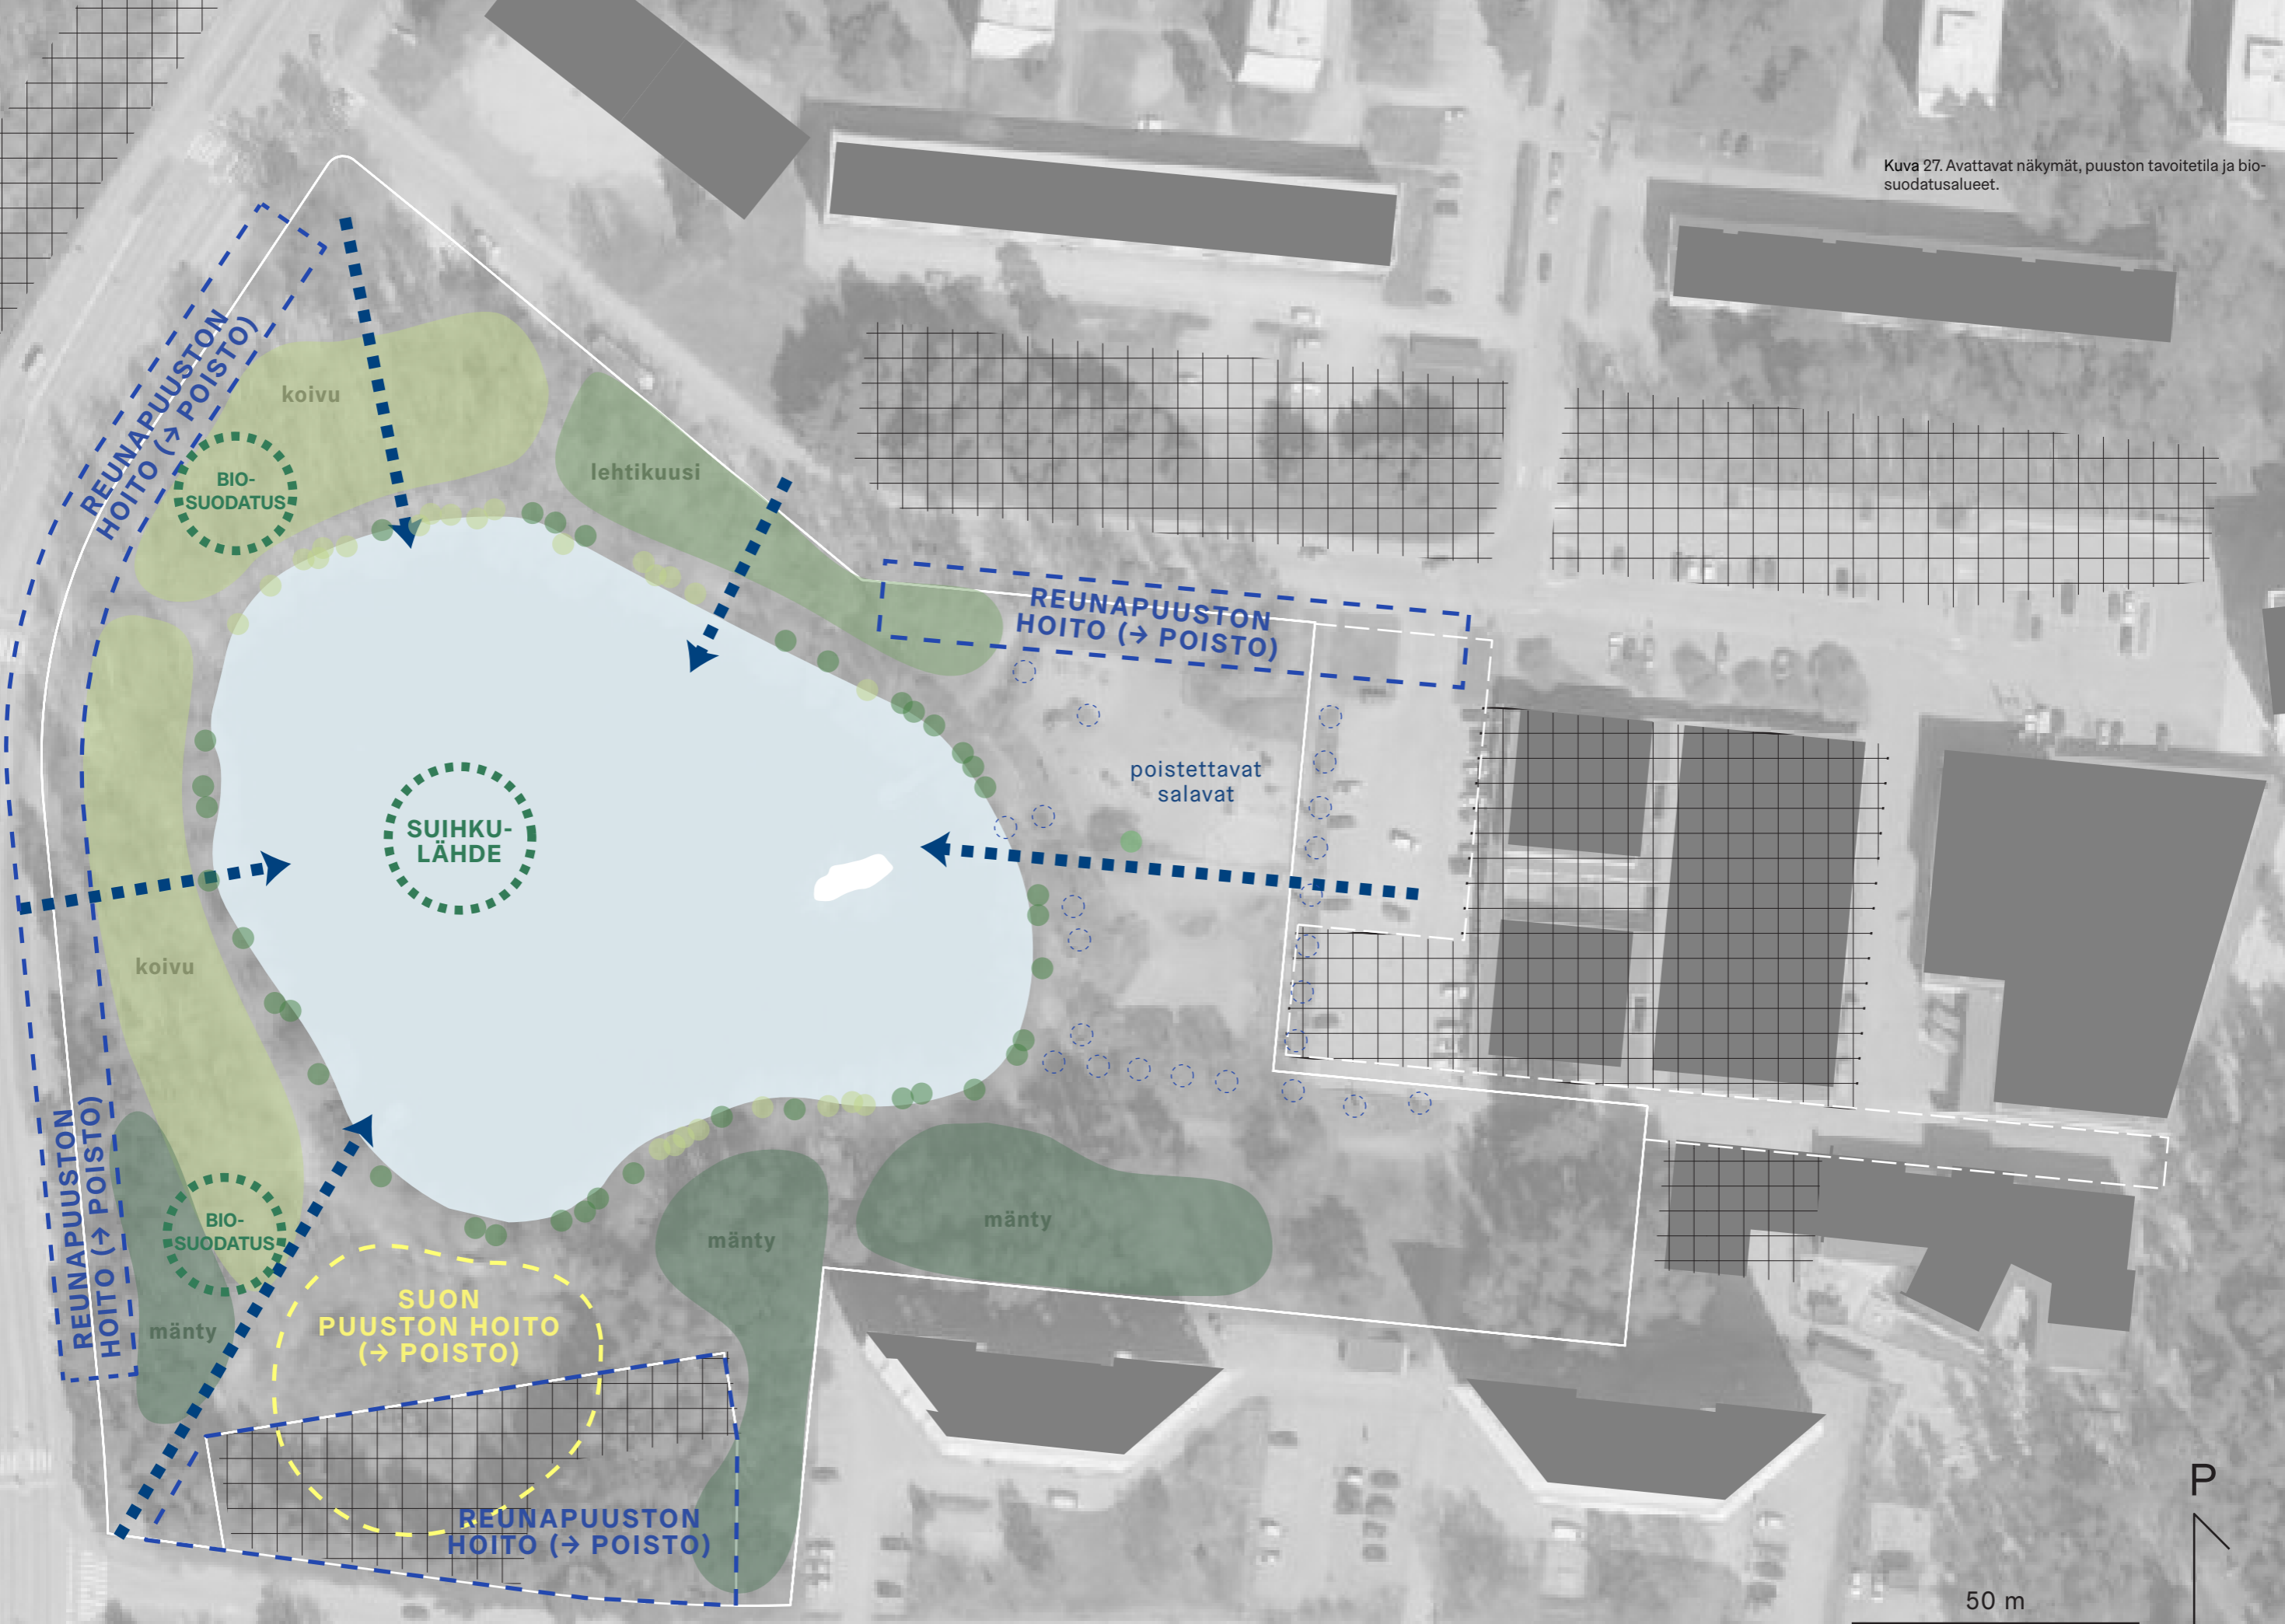 Kuva 27. Avattavat näkymät, puuston tavoitetila ja bio-
suodatusalueet.
REUNAPUUSTON
HOITO (→ POISTO)
koivu
BIO-
SUODATUS
lehtikuusi
REUNAPUUSTON
HOITO (→ POISTO)
poistettavat
salavat
SUIHKU-
LÄHDE
koivu
REUNAPUUSTON
HOITO (→ POISTO)
BIO-
SUODATUS
mänty
mänty
mänty
SUON
PUUSTON HOITO
(→ POISTO)
REUNAPUUSTON
HOITO (→ POISTO)
P
50 m